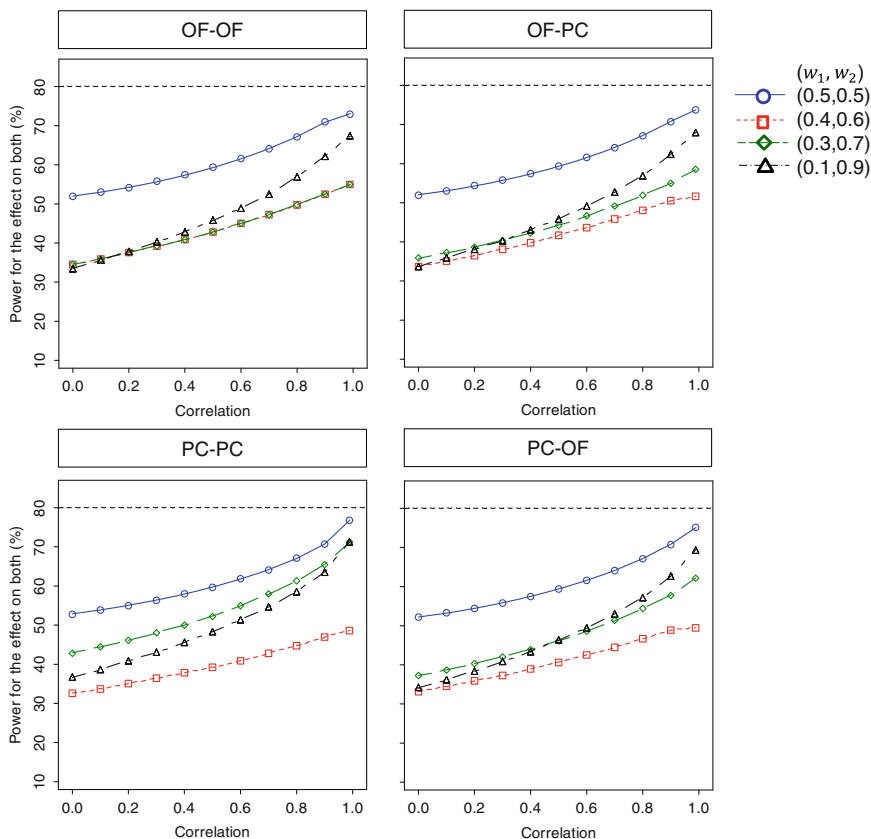 OF-OF
OF-PC
(w₁, w₂)
(0.5,0.5)
(0.4,0.6)
(0.3,0.7)
(0.1,0.9)
Power for the effect on both (%)
80
70
60
50
40
30
20
10
0.0 0.2 0.4 0.6 0.8 1.0
Correlation
0.0 0.2 0.4 0.6 0.8 1.0
Correlation
PC-PC
PC-OF
Power for the effect on both (%)
80
70
60
50
40
30
20
10
0.0 0.2 0.4 0.6 0.8 1.0
Correlation
0.0 0.2 0.4 0.6 0.8 1.0
Correlation